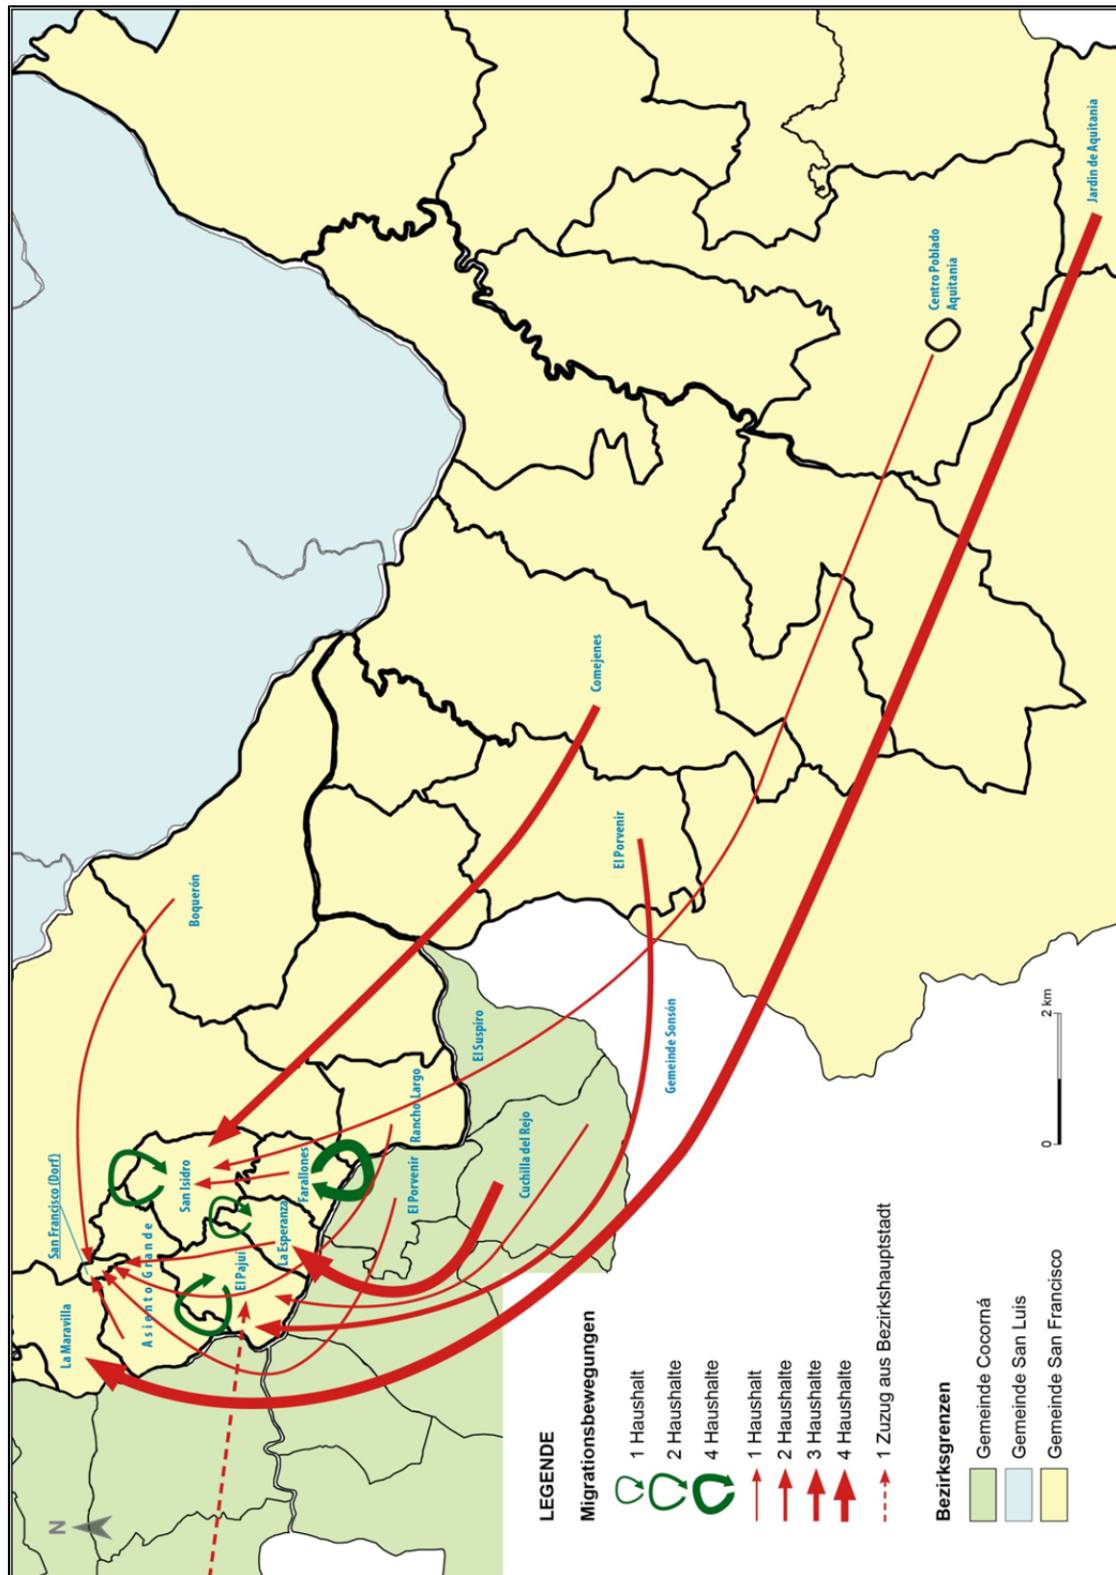 La Maravilla
San Francisco (Dorf)
Asiento Grande
San Isidro
El Pajuí
La Esperanza
Farallones
Rancho Largo
El Porvenir
Cuchilla del Rejo
El Suspiro
Boquerón
Comejenes
El Porvenir
Gemeinde Sonsón
Centro Poblado
Aquitania
Jardin de Aquitania
N
LEGENDE
Migrationsbewegungen
1 Haushalt
2 Haushalte
4 Haushalte
1 Haushalt
2 Haushalte
3 Haushalte
4 Haushalte
1 Zuzug aus Bezirkshauptstadt
Bezirksgrenzen
Gemeinde Cocorná
Gemeinde San Luis
Gemeinde San Francisco
0 2 km